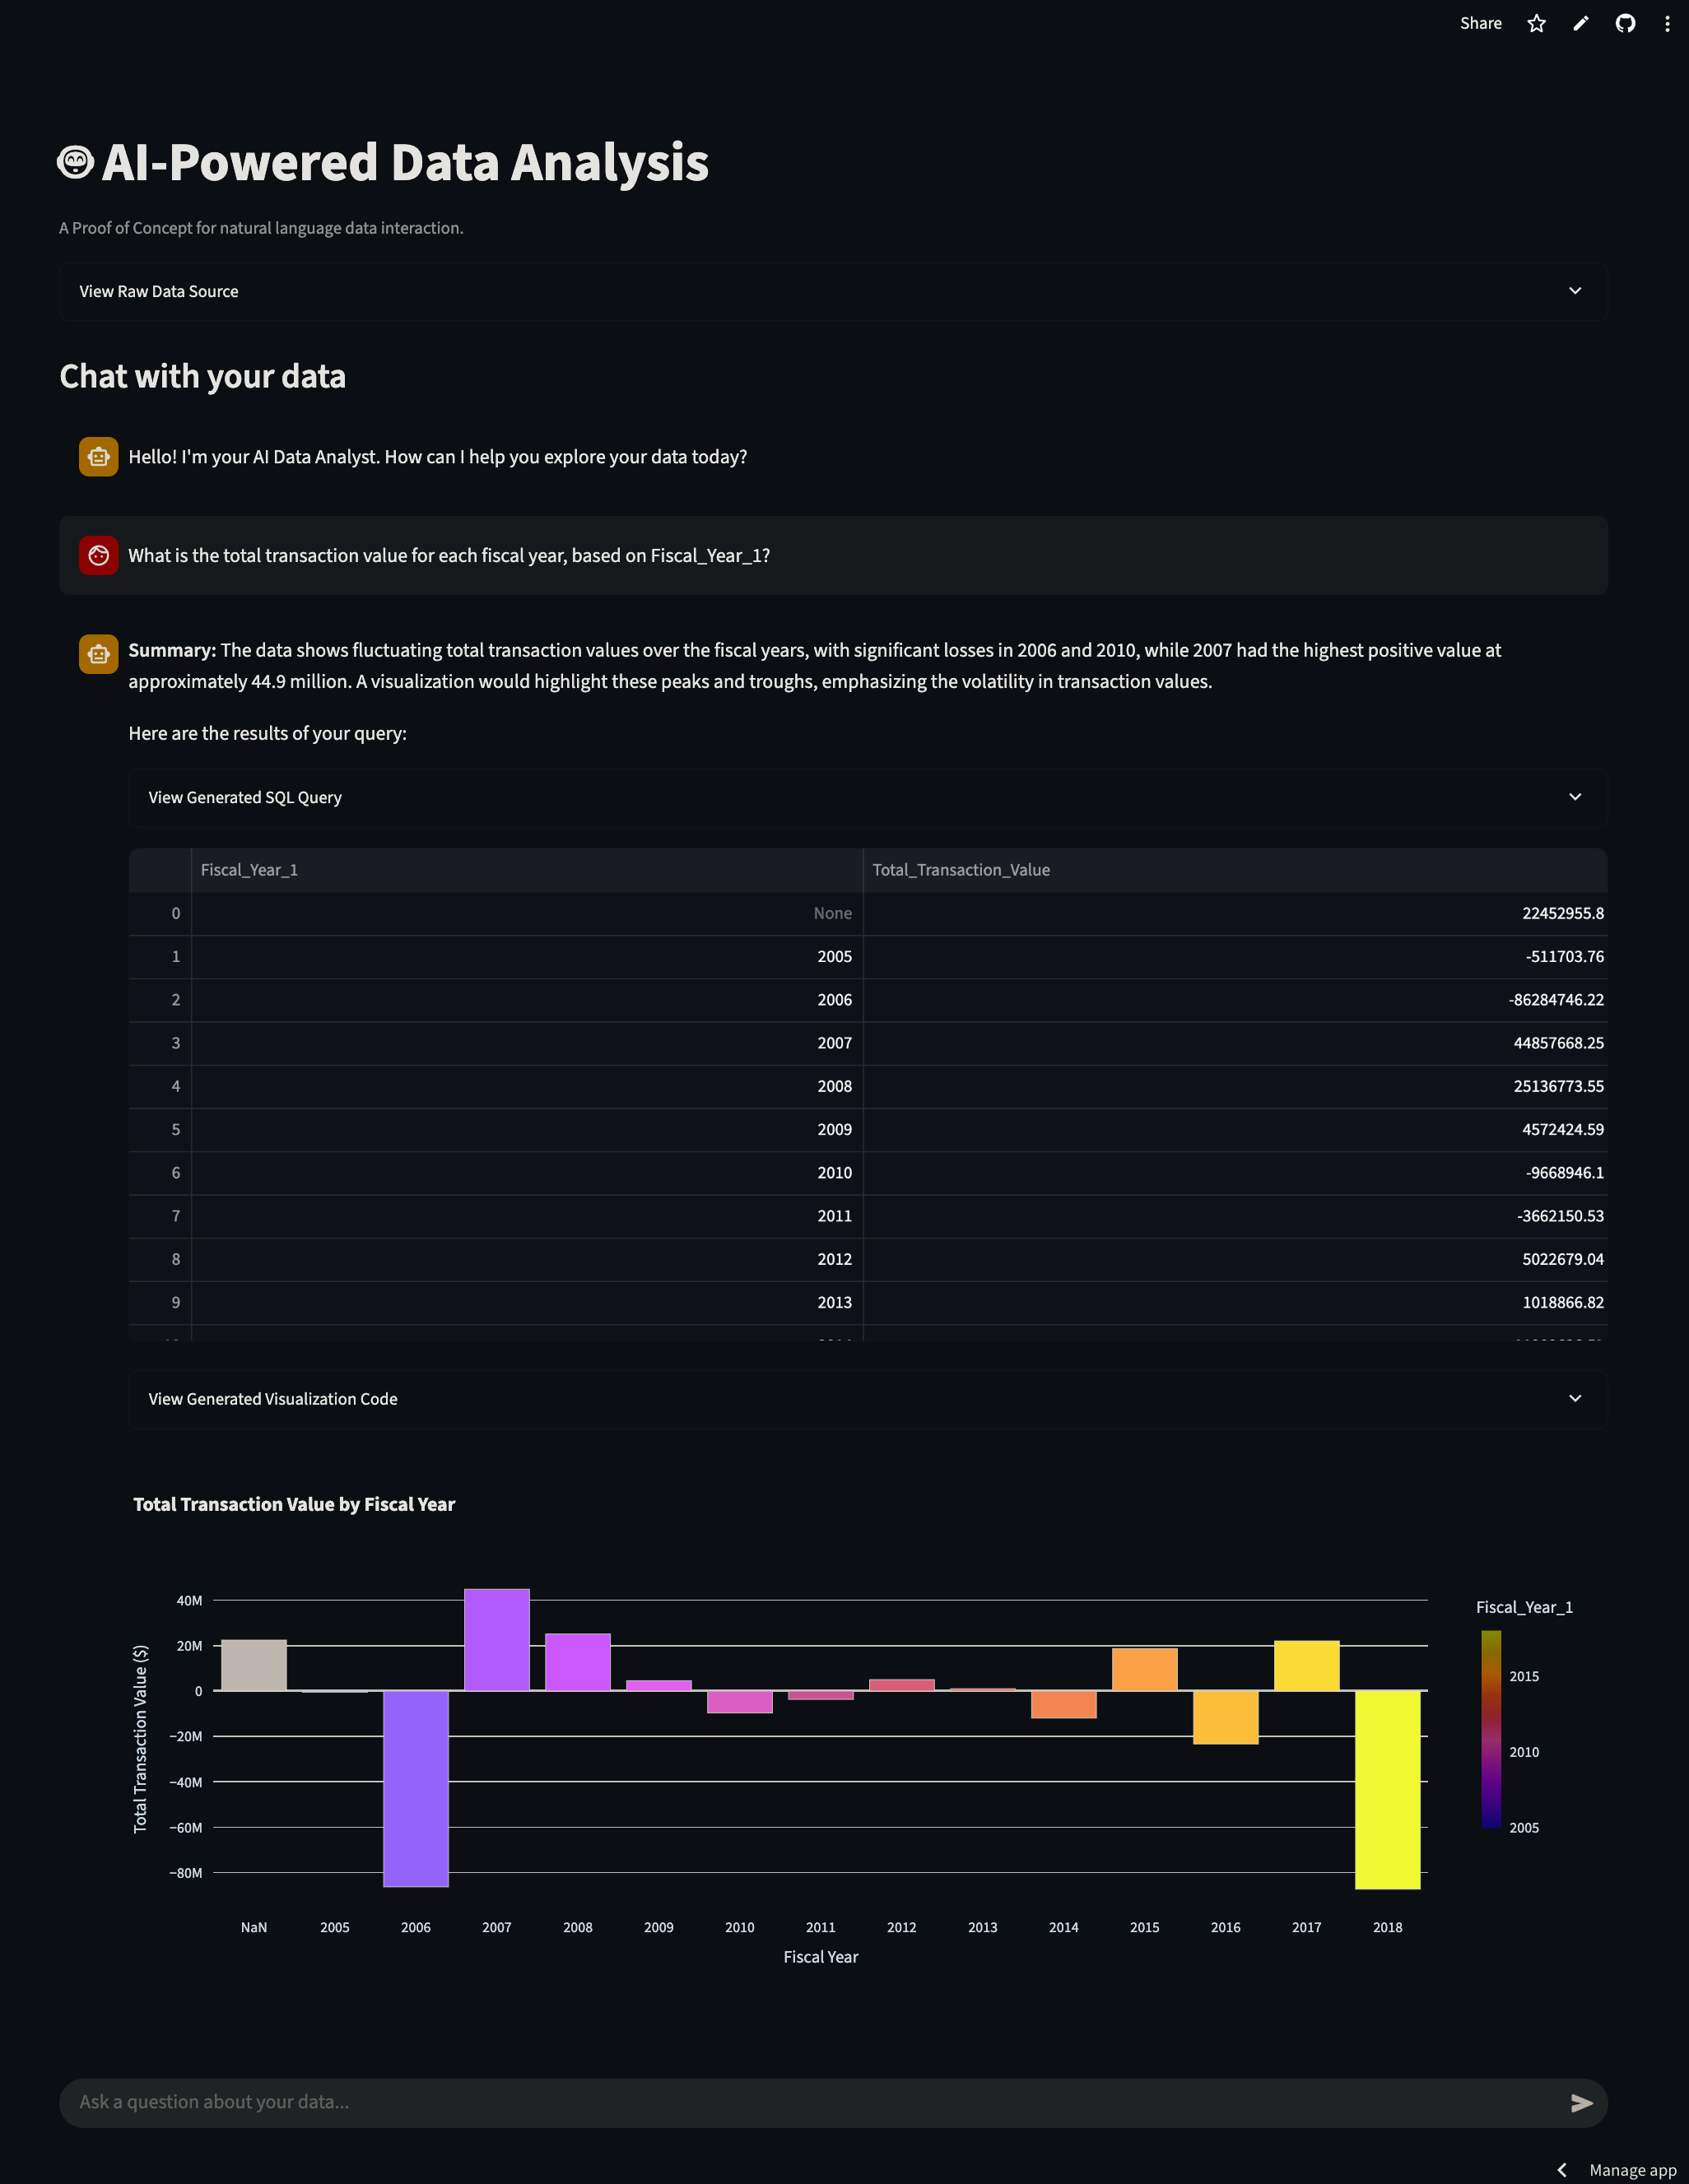 Share
AI-Powered Data Analysis
A Proof of Concept for natural language data interaction.
View Raw Data Source
Chat with your data
Hello! I'm your AI Data Analyst. How can I help you explore your data today?
What is the total transaction value for each fiscal year, based on Fiscal_Year_1?
Summary: The data shows fluctuating total transaction values over the fiscal years, with significant losses in 2006 and 2010, while 2007 had the highest positive value at
approximately 44.9 million. A visualization would highlight these peaks and troughs, emphasizing the volatility in transaction values.
Here are the results of your query:
View Generated SQL Query
Fiscal_Year_1 Total_Transaction_Value
0 None 22452955.8
1 2005 -511703.76
2 2006 -86284746.22
3 2007 44857668.25
4 2008 25136773.55
5 2009 4572424.59
6 2010 -9668946.1
7 2011 -3662150.53
8 2012 5022679.04
9 2013 1018866.82
View Generated Visualization Code
Total Transaction Value by Fiscal Year
Total Transaction Value ($)
40M
20M
0
−20M
−40M
−60M
−80M
NaN 2005 2006 2007 2008 2009 2010 2011 2012 2013 2014 2015 2016 2017 2018
Fiscal Year
Fiscal_Year_1
2015
2010
2005
Ask a question about your data...
Manage app